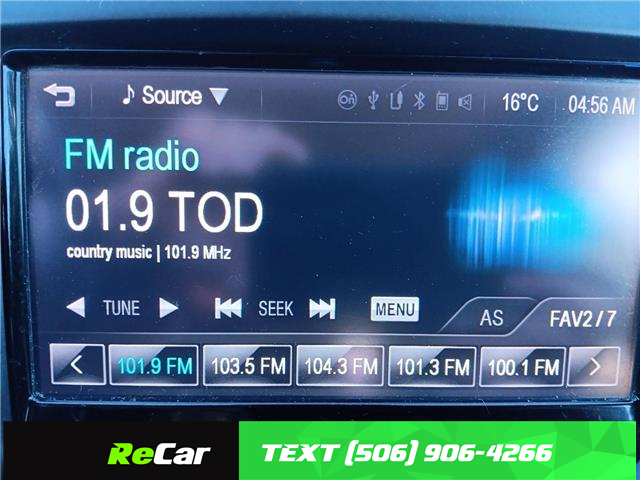 ♪ Source ▼ 16°C 04:56 AM
FM radio
01.9 TOD
country music | 101.9 MHz
◀ TUNE ▶ SEEK MENU AS FAV2/7
< 101.9 FM 103.5 FM 104.3 FM 101.3 FM 100.1 FM >
ReCar TEXT (506) 906-4266